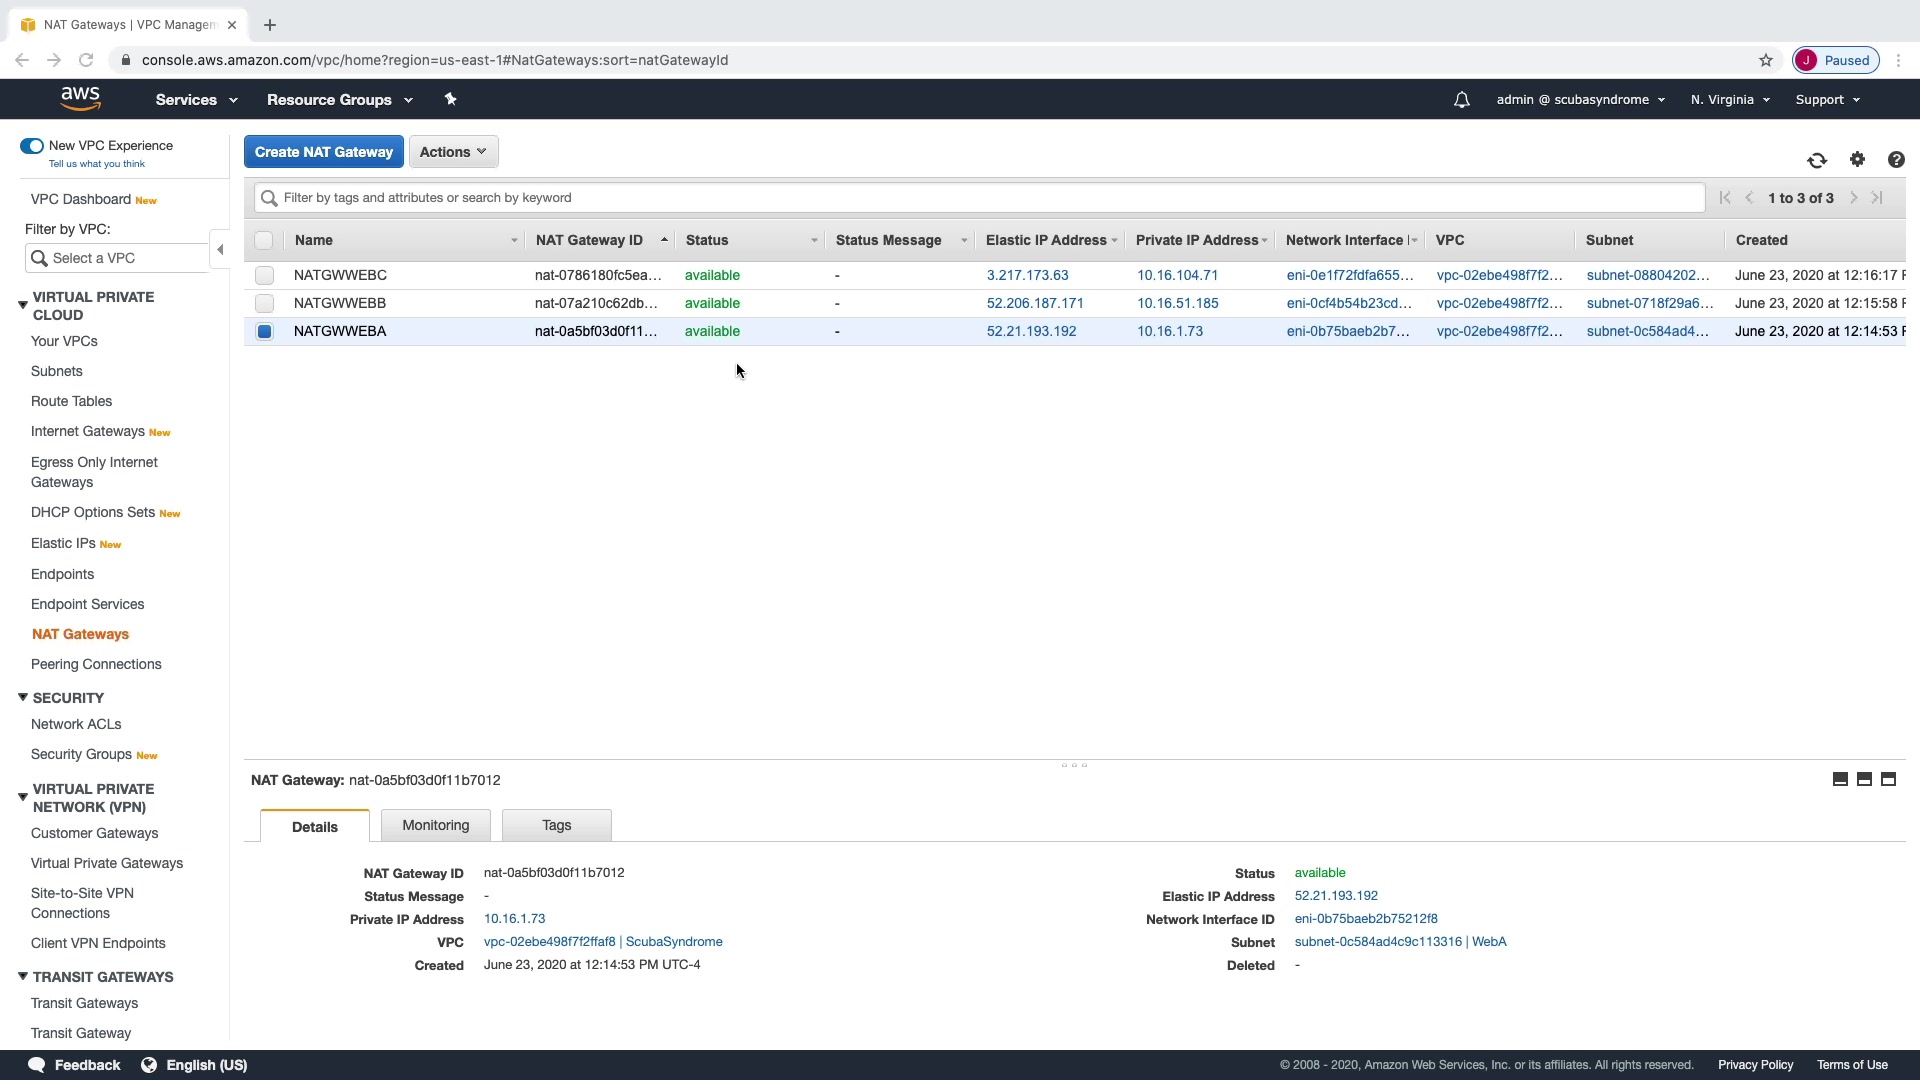 NAT Gateways | VPC Managem
console.aws.amazon.com/vpc/home?region=us-east-1#NatGateways:sort=natGatewayId
J Paused
aws Services Resource Groups admin @ scubasyndrome N. Virginia Support
New VPC Experience
Tell us what you think
VPC Dashboard New
Filter by VPC:
Select a VPC
VIRTUAL PRIVATE
CLOUD
Your VPCs
Subnets
Route Tables
Internet Gateways New
Egress Only Internet
Gateways
DHCP Options Sets New
Elastic IPs New
Endpoints
Endpoint Services
NAT Gateways
Peering Connections
SECURITY
Network ACLs
Security Groups New
VIRTUAL PRIVATE
NETWORK (VPN)
Customer Gateways
Virtual Private Gateways
Site-to-Site VPN
Connections
Client VPN Endpoints
TRANSIT GATEWAYS
Transit Gateways
Transit Gateway
Create NAT Gateway Actions
Filter by tags and attributes or search by keyword 1 to 3 of 3
Name NAT Gateway ID Status Status Message Elastic IP Address Private IP Address Network Interface VPC Subnet Created
NATGWWEBC nat-0786180fc5ea... available - 3.217.173.63 10.16.104.71 eni-0e1f72fdfa655... vpc-02ebe498f7f2... subnet-08804202... June 23, 2020 at 12:16:17
NATGWWEBB nat-07a210c62db... available - 52.206.187.171 10.16.51.185 eni-0cf4b54b23cd... vpc-02ebe498f7f2... subnet-0718f29a6... June 23, 2020 at 12:15:58
NATGWWEBA nat-0a5bf03d0f11... available - 52.21.193.192 10.16.1.73 eni-0b75baeb2b7... vpc-02ebe498f7f2... subnet-0c584ad4... June 23, 2020 at 12:14:53
NAT Gateway: nat-0a5bf03d0f11b7012
Details Monitoring Tags
NAT Gateway ID nat-0a5bf03d0f11b7012 Status available
Status Message - Elastic IP Address 52.21.193.192
Private IP Address 10.16.1.73 Network Interface ID eni-0b75baeb2b75212f8
VPC vpc-02ebe498f7f2ffaf8 | ScubaSyndrome Subnet subnet-0c584ad4c9c113316 | WebA
Created June 23, 2020 at 12:14:53 PM UTC-4 Deleted -
Feedback English (US) © 2008 - 2020, Amazon Web Services, Inc. or its affiliates. All rights reserved. Privacy Policy Terms of Use